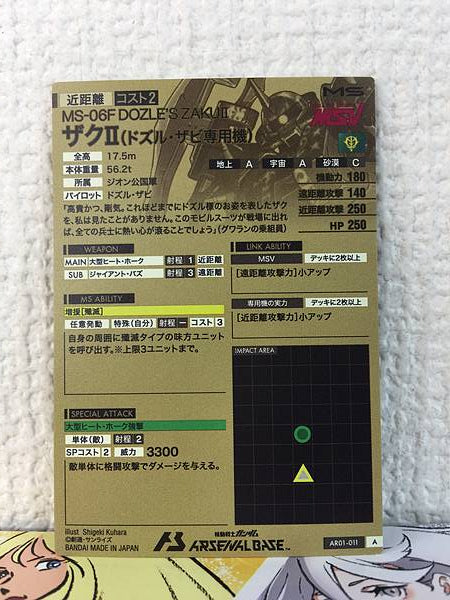 近距離 コスト2
MS
MSV
MS-06F DOZLE'S ZAKUⅡ
ザクⅡ(ドズル・ザビ専用機)
全高 17.5m
本体重量 56.2t
所属 ジオン公国軍
パイロット ドズル・ザビ
地上 A 宇宙 A 砂漠 C
機動力 180
遠距離攻撃 140
近距離攻撃 250
HP 250
「高貴かつ、剛気。これほどまでにドズル様のお姿を表したザク
を、私は見たことがありません。このモビルスーツが戦場に出れ
ば、全ての兵士に熱い心が滾ることでしょう」(グワランの乗組員)
WEAPON
MAIN 大型ヒート・ホーク 射程 1 近距離
SUB ジャイアント・バズ 射程 3 遠距離
LINK ABILITY
MSV デッキに2枚以上
[遠距離攻撃力]小アップ
専用機の実力 デッキに2枚以上
[近距離攻撃力]小アップ
MS ABILITY
増援[殲滅]
任意発動 特殊(自分) 射程 ー コスト 3
自身の周囲に殲滅タイプの味方ユニット
を呼び出す。※上限3ユニットまで。
IMPACT AREA
SPECIAL ATTACK
大型ヒート・ホーク強撃
単体(敵) 射程 2
SPコスト 2 威力 3300
敵単体に格闘攻撃でダメージを与える。
Illust Shigeki Kuhara
©創通・サンライズ
BANDAI MADE IN JAPAN
機動戦士ガンダム
ARSENAL BASE™
AR01-011 A